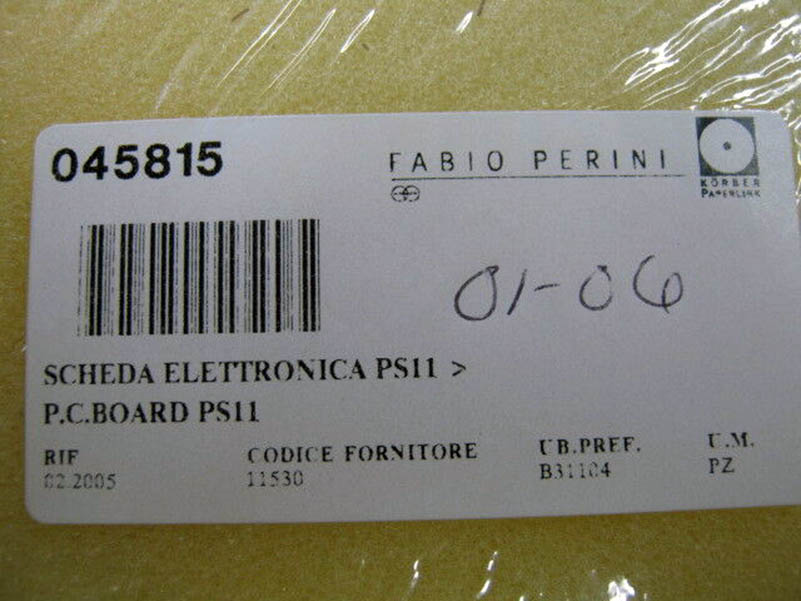 045815
FABIO PERINI
KÖRBER
PAPERLINK
01-06
SCHEDA ELETTRONICA PS11 >
P.C.BOARD PS11
RIF CODICE FORNITORE UB.PREF. U.M.
02.2005 11530 B31104 PZ